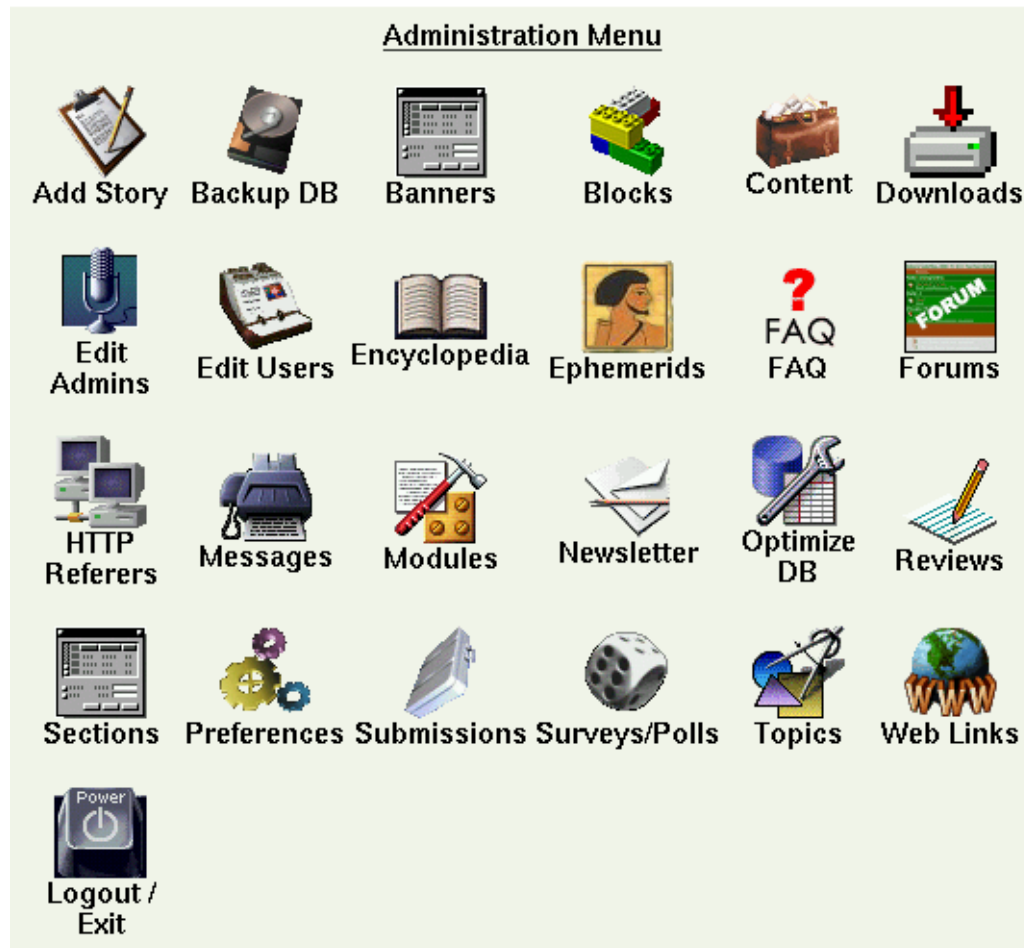 Administration Menu
Add Story
Backup DB
Banners
Blocks
Content
Downloads
Edit
Admins
Edit Users
Encyclopedia
Ephemerids
?
FAQ
FAQ
FORUM
Forums
HTTP
Referers
Messages
Modules
Newsletter
Optimize
DB
Reviews
Sections
Preferences
Submissions
Surveys/Polls
Topics
WWW
Web Links
Power
Logout /
Exit